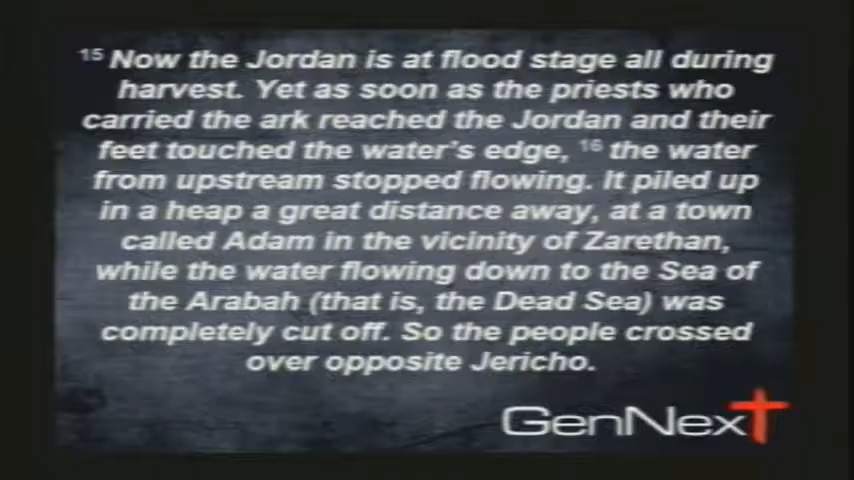 15 Now the Jordan is at flood stage all during
harvest. Yet as soon as the priests who
carried the ark reached the Jordan and their
feet touched the water's edge, 16 the water
from upstream stopped flowing. It piled up
in a heap a great distance away, at a town
called Adam in the vicinity of Zarethan,
while the water flowing down to the Sea of
the Arabah (that is, the Dead Sea) was
completely cut off. So the people crossed
over opposite Jericho.
GenNext